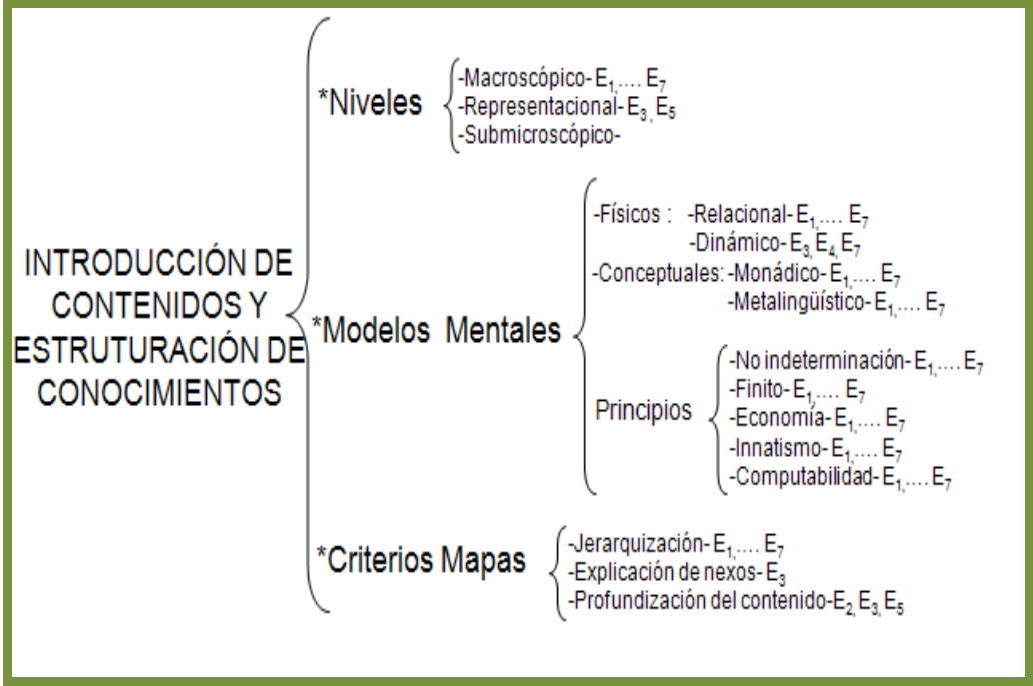 *Niveles
-Macroscópico- E1,.... E7
-Representacional- E3, E5
-Submicroscópico-
INTRODUCCIÓN DE
CONTENIDOS Y
ESTRUTURACIÓN DE
CONOCIMIENTOS
*Modelos Mentales
-Físicos : -Relacional- E1,.... E7
-Dinámico- E3, E4, E7
-Conceptuales: -Monádico- E1,.... E7
-Metalingüístico- E1,.... E7
Principios
-No indeterminación- E1,.... E7
-Finito- E1,.... E7
-Economía- E1,.... E7
-Innatismo- E1,.... E7
-Computabilidad- E1,.... E7
*Criterios Mapas
-Jerarquización- E1,.... E7
-Explicación de nexos- E3
-Profundización del contenido-E2, E3, E5